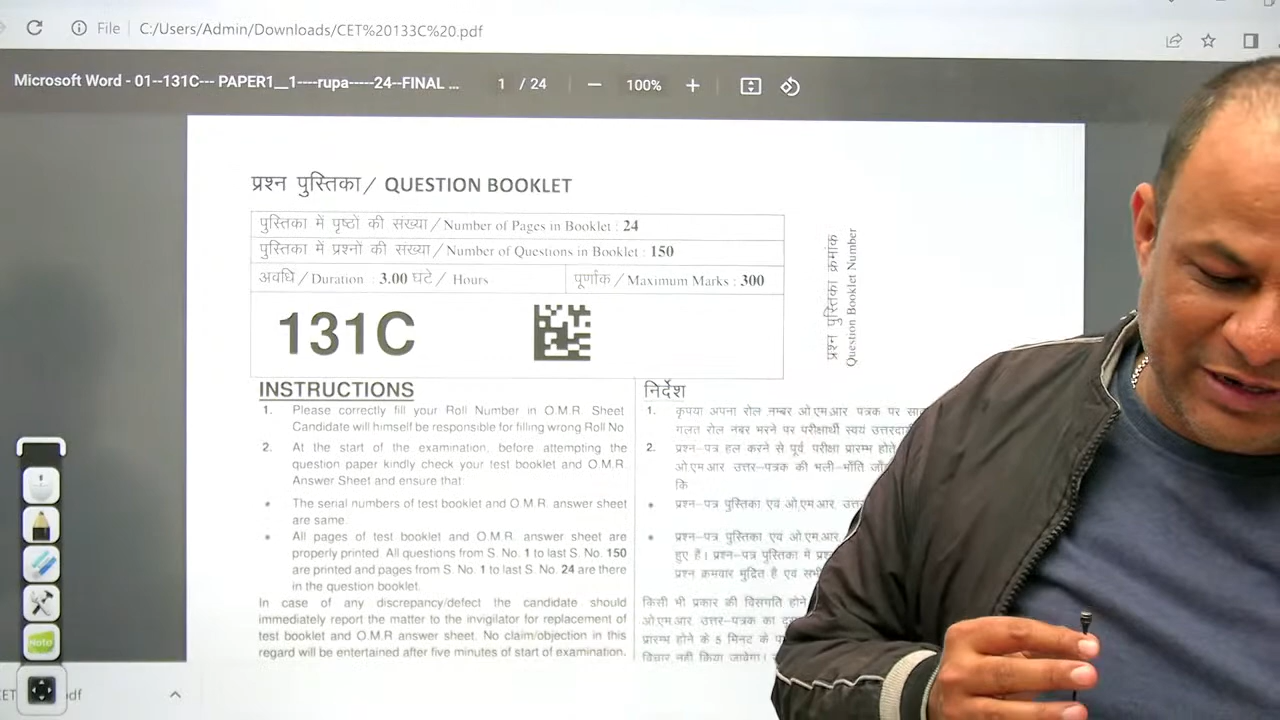 File
C:/Users/Admin/Downloads/CET%20133C%20.pdf
Microsoft Word - 01--131C--- PAPER1__1----rupa-----24--FINAL ...
1 / 24
100%
प्रश्न पुस्तिका / QUESTION BOOKLET
पुस्तिका में पृष्ठों की संख्या / Number of Pages in Booklet : 24
पुस्तिका में प्रश्नों की संख्या / Number of Questions in Booklet : 150
अवधि / Duration : 3.00 घंटे / Hours
पूर्णांक / Maximum Marks : 300
131C
प्रश्न पुस्तिका क्रमांक
Question Booklet Number
INSTRUCTIONS
1. Please correctly fill your Roll Number in O.M.R. Sheet
Candidate will himself be responsible for filling wrong Roll No
2. At the start of the examination, before attempting the
question paper kindly check your test booklet and O.M.R.
Answer Sheet and ensure that:
• The serial numbers of test booklet and O.M.R. answer sheet
are same.
• All pages of test booklet and O.M.R. answer sheet are
properly printed. All questions from S. No. 1 to last S. No. 150
are printed and pages from S. No. 1 to last S. No. 24 are there
in the question booklet.
In case of any discrepancy/defect the candidate should
immediately report the matter to the invigilator for replacement of
test booklet and O.M.R answer sheet. No claim/objection in this
regard will be entertained after five minutes of start of examination.
निर्देश
1. कृपया अपना रोल नम्बर ओ.एम.आर. पत्रक पर
गलत रोल नंबर भरने पर परीक्षार्थी स्वयं
2. प्रश्न-पत्र हल करने से पूर्व परीक्षा प्रारम्भ होते
ओ.एम.आर. उत्तर-पत्रक की भली-भाँति
कि
• प्रश्न-पत्र पुस्तिका एवं ओ.एम.आर.
• प्रश्न-पत्र पुस्तिका एवं ओ.एम.आर.
हुए हैं। प्रश्न-पत्र पुस्तिका में
प्रश्न क्रमवार मुद्रित है एवं
किसी भी प्रकार की विसंगति होने
ओ.एम.आर. उत्तर-पत्रक का
प्रारम्भ होने के 5 मिनट के
विचार नहीं किया जावेगा।
Note